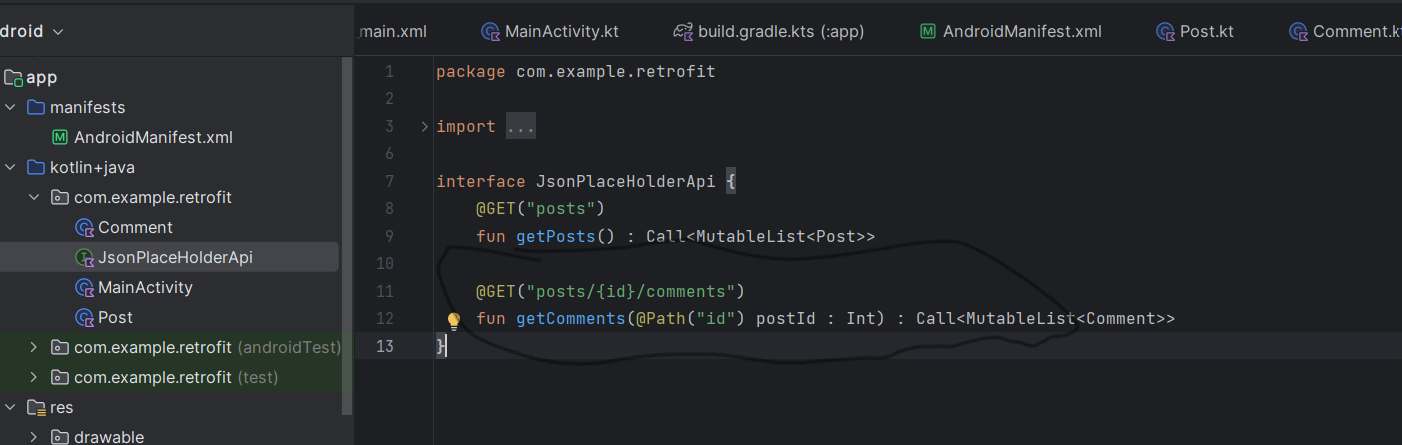 droid
_main.xml
MainActivity.kt
build.gradle.kts (:app)
AndroidManifest.xml
Post.kt
Comment.k
app
manifests
AndroidManifest.xml
kotlin+java
com.example.retrofit
Comment
JsonPlaceHolderApi
MainActivity
Post
com.example.retrofit (androidTest)
com.example.retrofit (test)
res
drawable
1 package com.example.retrofit
2
3 import ...
6
7 interface JsonPlaceHolderApi {
8 @GET("posts")
9 fun getPosts() : Call<MutableList<Post>>
10
11 @GET("posts/{id}/comments")
12 fun getComments(@Path("id") postId : Int) : Call<MutableList<Comment>>
13 }